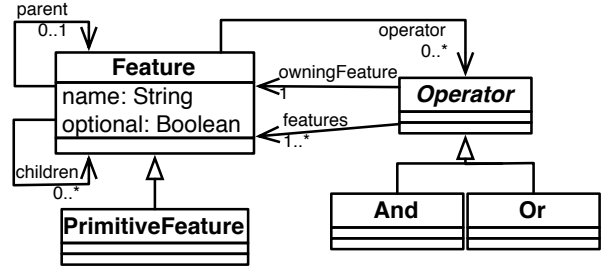 parent
0..1
operator
0..*
Feature
owningFeature
1
Operator
name: String
optional: Boolean
features
1..*
children
0..*
PrimitiveFeature
And
Or